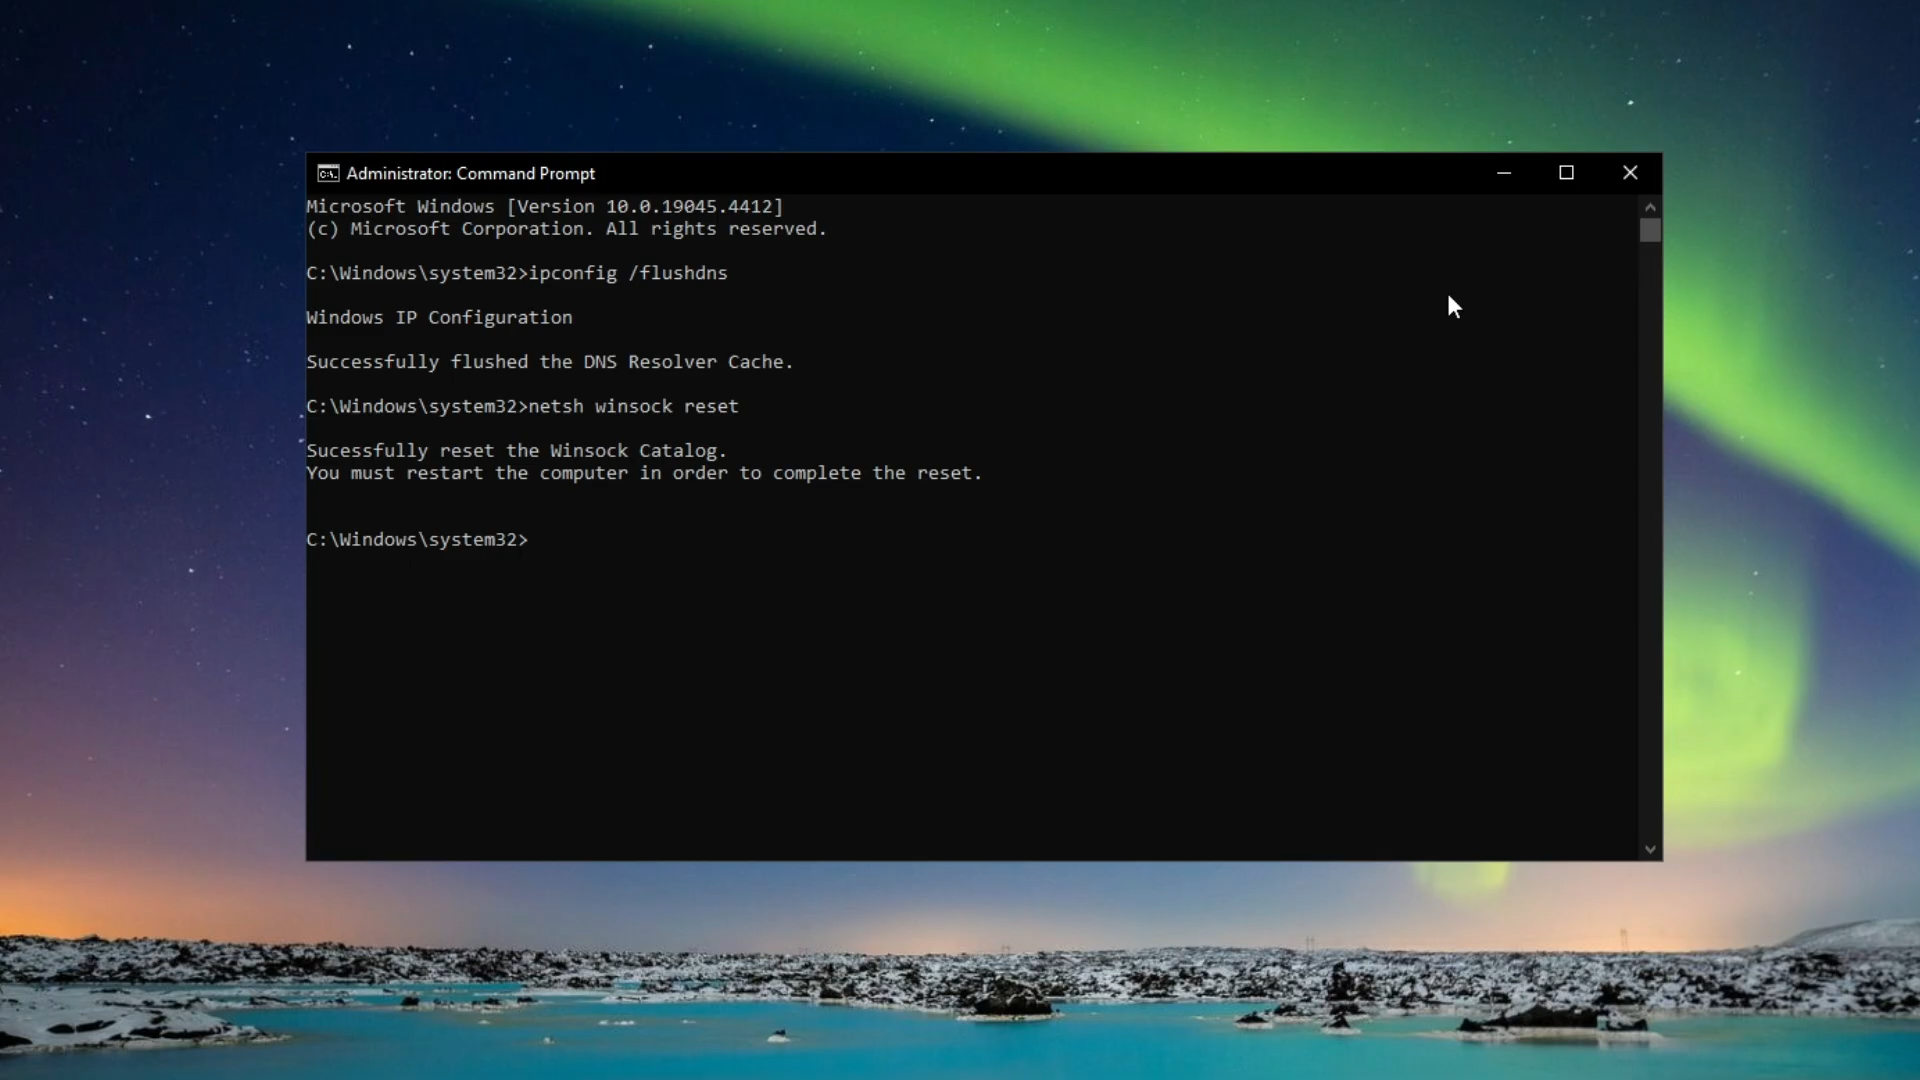 Administrator: Command Prompt
Microsoft Windows [Version 10.0.19045.4412]
(c) Microsoft Corporation. All rights reserved.
C:\Windows\system32>ipconfig /flushdns
Windows IP Configuration
Successfully flushed the DNS Resolver Cache.
C:\Windows\system32>netsh winsock reset
Sucessfully reset the Winsock Catalog.
You must restart the computer in order to complete the reset.
C:\Windows\system32>